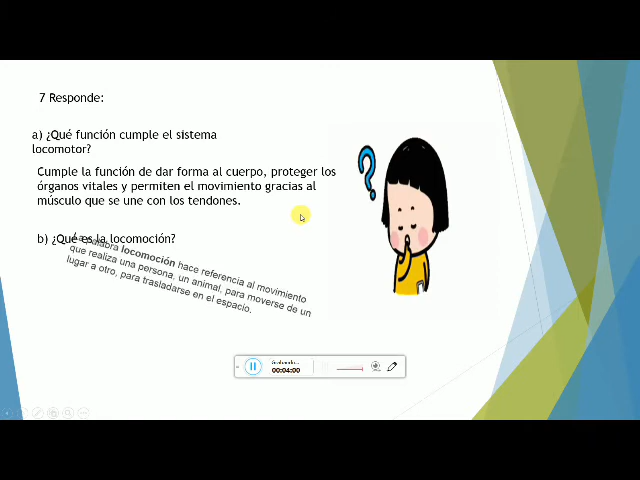 7 Responde:
a) ¿Qué función cumple el sistema
locomotor?
Cumple la función de dar forma al cuerpo, proteger los
órganos vitales y permiten el movimiento gracias al
músculo que se une con los tendones.
b) ¿Qué es la locomoción?
La palabra locomoción hace referencia al movimiento
que realiza una persona, un animal, para moverse de un
lugar a otro, para trasladarse en el espacio.
Grabando...
00:04:00